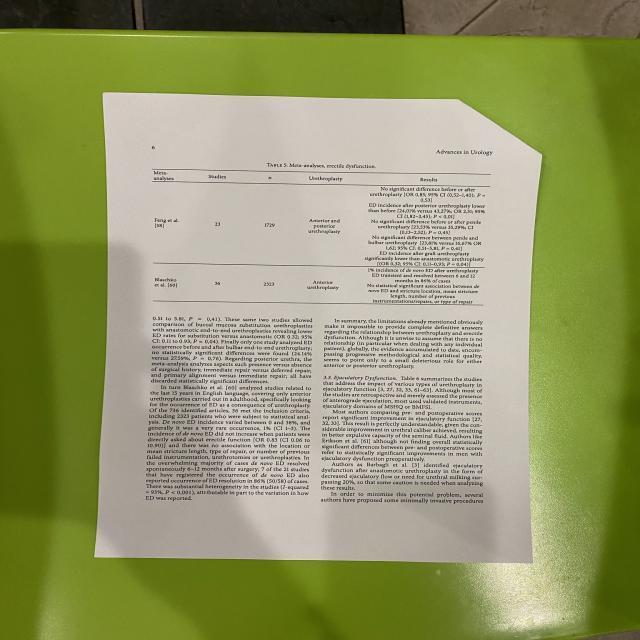 6
Advances in Urology
TABLE 5: Meta-analyses, erectile dysfunction.
Meta-analyses Studies n Urethroplasty Results
Feng et al. [58] 23 1729 Anterior and posterior urethroplasty
No significant difference before or after
urethroplasty [OR 0,85; 95% CI (0,52–1,40); P =
0,53]
ED incidence after posterior urethroplasty lower
than before [24,01% versus 43,27%; OR 2,51; 95%
CI (1,82–3,45); P < 0,01]
No significant difference before or after penile
urethroplasty [23,53% versus 35,29%; CI
(0,13–2,52); P = 0,45]
No significant difference between penile and
bulbar urethroplasty [23,81% versus 16,67% OR
1,62; 95% CI: 0,51–5,81, P = 0,41]
ED incidence after graft urethroplasty
significantly lower than anastomotic urethroplasty
[(OR 0,32; 95% CI: 0,11–0,93; P = 0.04)]
Blaschko et al. [60] 36 2323 Anterior urethroplasty
1% incidence of de novo ED after urethroplasty
ED transient and resolved between 6 and 12
months in 86% of cases
No statistical significant association between de
novo ED and stricture location, mean stricture
length, number of previous
instrumentations/repairs, or type of repair
0.51 to 5.81, P = 0,41). These same two studies allowed
comparison of buccal mucosa substitution urethroplasties
with anastomotic end-to-end urethroplasties revealing lower
ED rates for substitution versus anastomotic (OR 0.32; 95%
CI: 0.11 to 0.93, P = 0.04). Finally only one study analyzed ED
occurrence before and after bulbar end-to-end urethroplasty;
no statistically significant differences were found (24.14%
versus 27.59%, P = 0.76). Regarding posterior urethra, the
meta-analysis analyzes aspects such presence versus absence
of surgical history, immediate repair versus deferred repair,
and primary alignment versus immediate repair; all have
discarded statistically significant differences.
In turn Blaschko et al. [60] analyzed studies related to
the last 15 years in English language, covering only anterior
urethroplasties carried out in adulthood, specifically looking
for the occurrence of ED as a consequence of urethroplasty.
Of the 736 identified articles, 36 met the inclusion criteria,
including 2323 patients who were subject to statistical anal-
ysis. De novo ED incidence varied between 0 and 38%, and
generally it was a very rare occurrence, 1% (CI 1–3). The
incidence of de novo ED did not increase when patients were
directly asked about erectile function [OR 0.83 (CI 0.06 to
10.90)] and there was no association with the location or
mean stricture length, type of repair, or number of previous
failed instrumentation, urethrotomies or urethroplasties. In
the overwhelming majority of cases de novo ED resolved
spontaneously 6–12 months after surgery; 7 of the 21 studies
that have registered the occurrence of de novo ED also
reported occurrence of ED resolution in 86% (50/58) of cases.
There was substantial heterogeneity in the studies (I-squared
= 93%, P < 0,001), attributable in part to the variation in how
ED was reported.
In summary, the limitations already mentioned obviously
make it impossible to provide complete definitive answers
regarding the relationship between urethroplasty and erectile
dysfunction. Although it is unwise to assume that there is no
relationship (in particular when dealing with any individual
patient), globally, the evidence accumulated to date, encom-
passing progressive methodological and statistical quality,
seems to point only to a small deleterious role for either
anterior or posterior urethroplasty.
3.3. Ejaculatory Dysfunction. Table 6 summarizes the studies
that address the impact of various types of urethroplasty in
ejaculatory function [3, 27, 32, 33, 61–63]. Although most of
the studies are retrospective and merely assessed the presence
of anterograde ejaculation, most used validated instruments,
ejaculatory domains of MSHQ or BMFSI.
Most authors comparing pre- and postoperative scores
report significant improvement in ejaculatory function [27,
32, 33]. This result is perfectly understandable, given the con-
siderable improvement in urethral caliber achieved, resulting
in better expulsive capacity of the seminal fluid. Authors like
Erikson et al. [61] although not finding overall statistically
significant differences between pre- and postoperative scores
refer to statistically significant improvements in men with
ejaculatory dysfunction preoperatively.
Authors as Barbagli et al. [3] identified ejaculatory
dysfunction after anastomotic urethroplasty in the form of
decreased ejaculatory flow or need for urethral milking sur-
passing 20%, so that some caution is needed when analyzing
these results.
In order to minimize this potential problem, several
authors have proposed some minimally invasive procedures